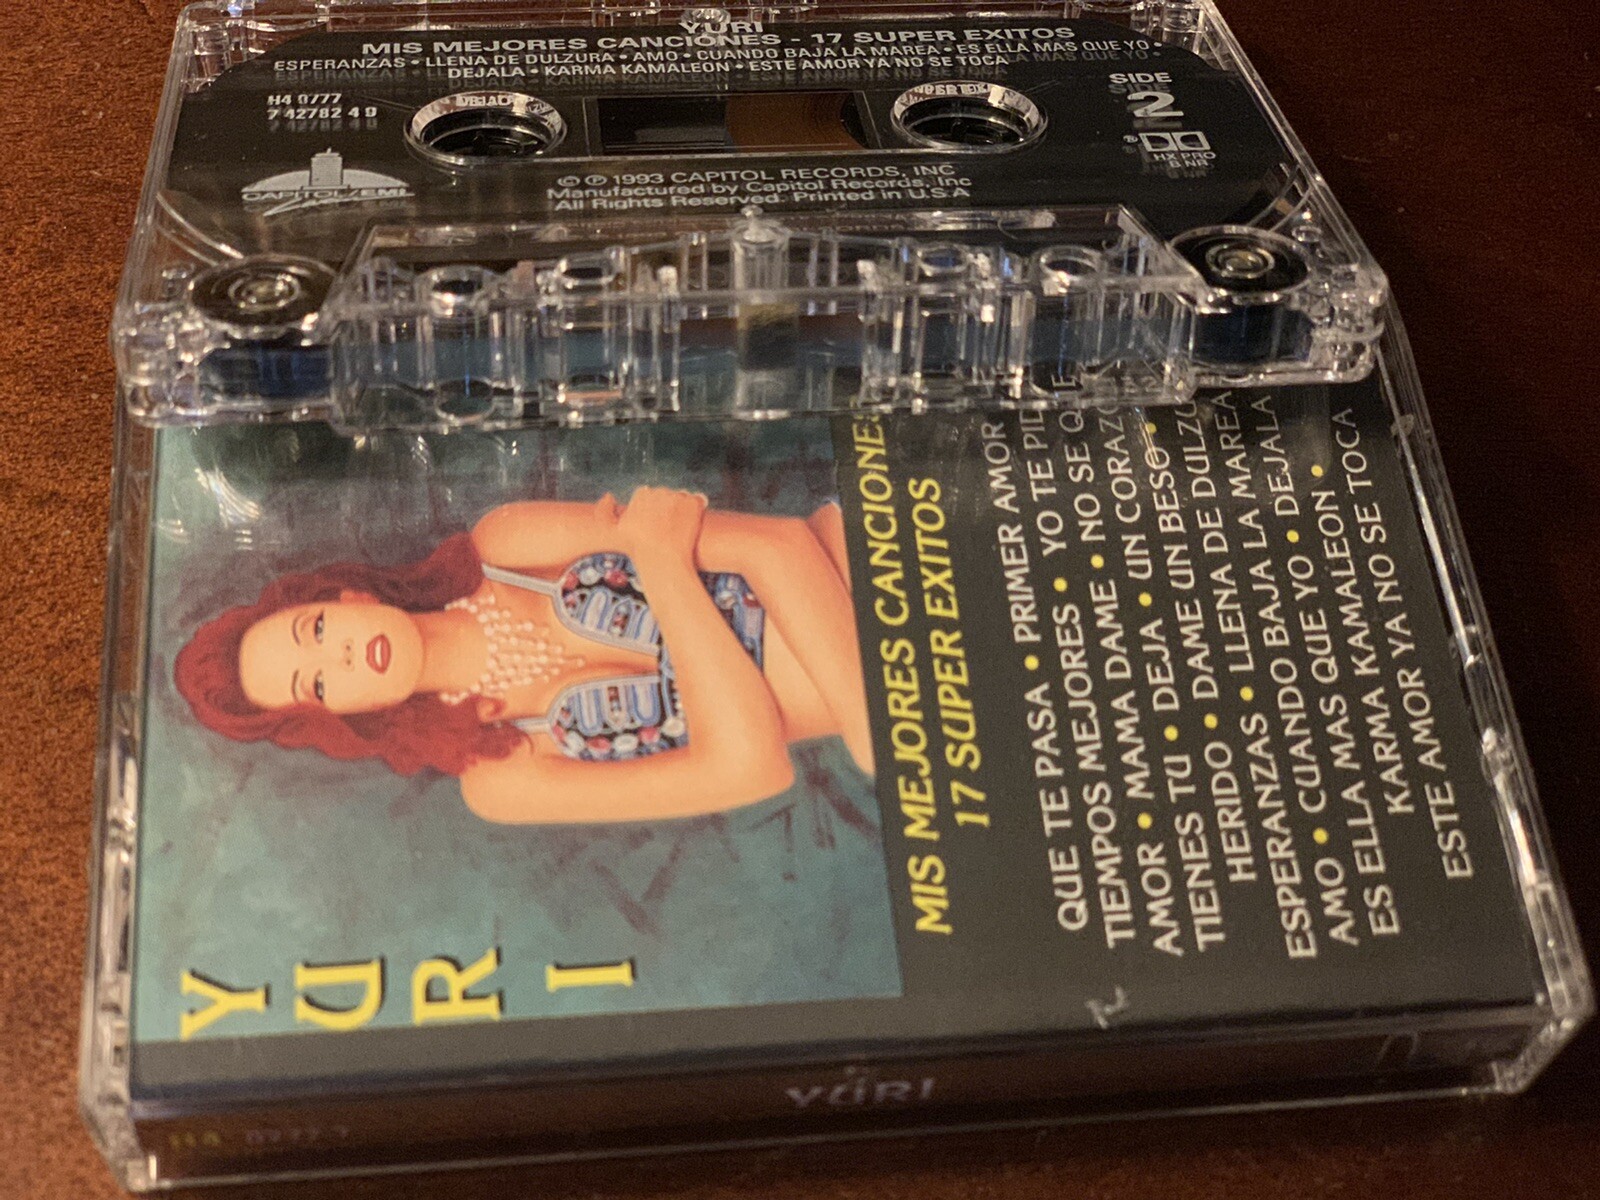 YURI
MIS MEJORES CANCIONES - 17 SUPER EXITOS
ESPERANZAS • LLENA DE DULZURA • AMO • CUANDO BAJA LA MAREA • ES ELLA MAS QUE YO •
DEJALA • KARMA KAMALEON • ESTE AMOR YA NO SE TOCA
H4 0777
7 42782 4 9
SIDE
2
HX PRO
B NR
CAPITOL/EMI
Latin
© ℗ 1993 CAPITOL RECORDS, INC
Manufactured by Capitol Records, Inc
All Rights Reserved. Printed in U.S.A
YURI
MIS MEJORES CANCIONES
17 SUPER EXITOS
QUE TE PASA • PRIMER AMOR
TIEMPOS MEJORES • YO TE PID
AMOR • MAMA DAME • NO SE QUE
TIENES TU • DEJA • UN CORAZO
HERIDO • DAME UN BESO •
ESPERANZAS • LLENA DE DULZU
AMO • CUANDO BAJA LA MAREA
ES ELLA MAS QUE YO • DEJALA
KARMA KAMALEON •
ESTE AMOR YA NO SE TOCA
YURI